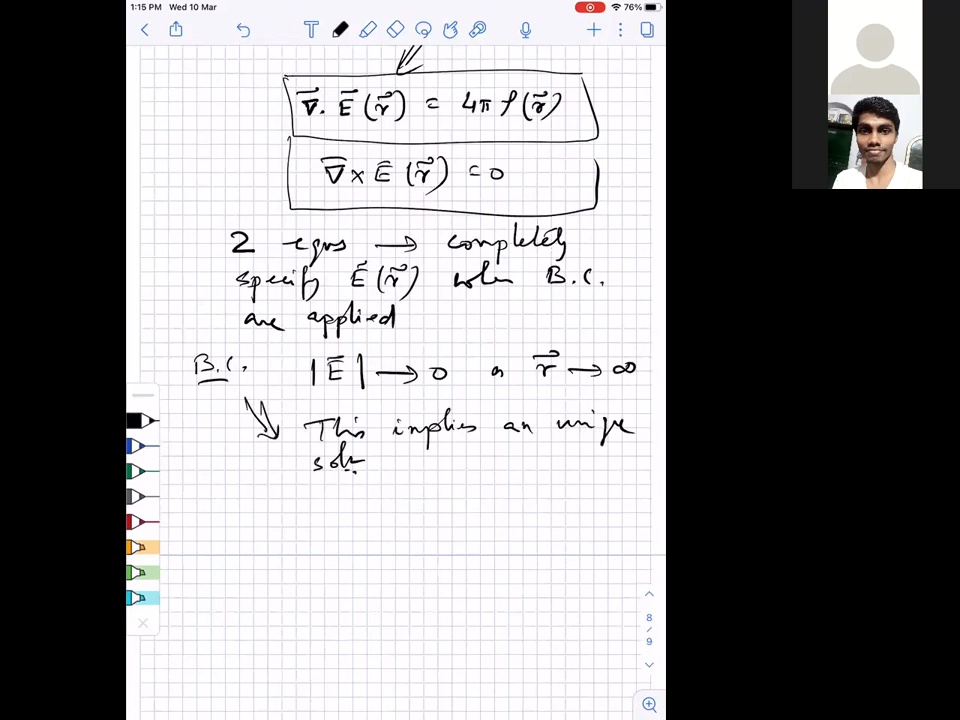 1:15 PM Wed 10 Mar
76%
∇⃗. E⃗(r⃗) = 4π ρ(r⃗)
∇⃗ × E⃗(r⃗) = 0
2 eqns → completely
specify E⃗(r⃗) when B.C.
are applied
B.C. |E⃗| → 0 as r⃗ → ∞
This implies an unique
soln.
8
/
9